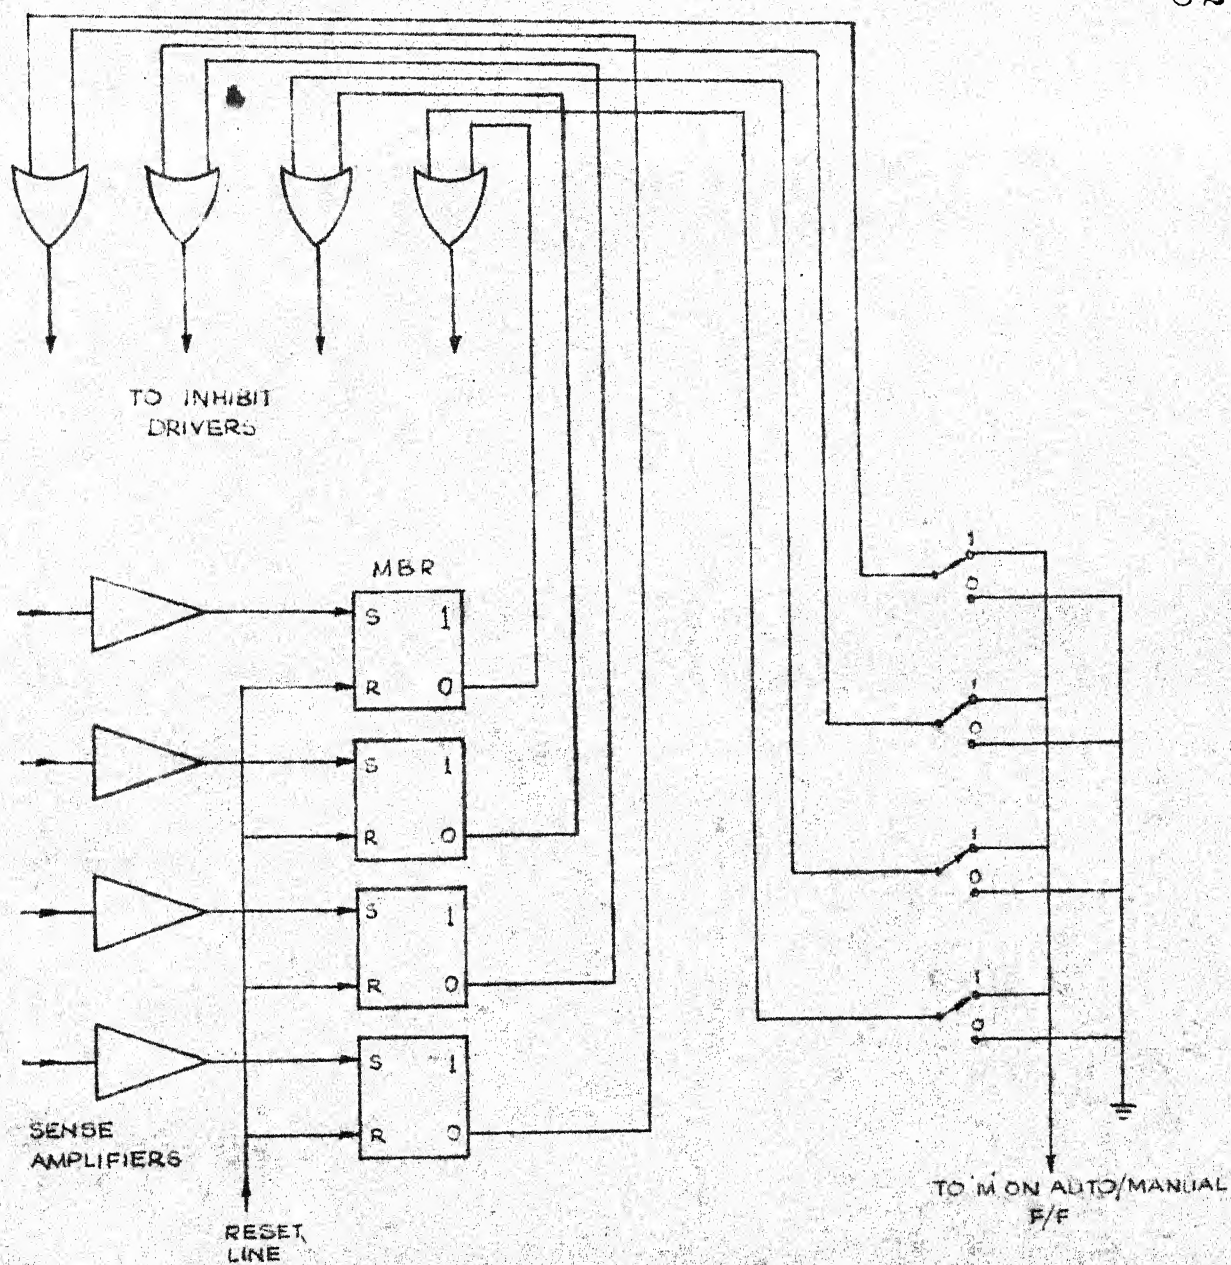 TO INHIBIT
DRIVERS
MBR
S 1
R 0
S 1
R 0
S 1
R 0
S 1
R 0
SENSE
AMPLIFIERS
RESET
LINE
1
0
1
0
1
0
1
0
TO M ON AUTO/MANUAL
F/F